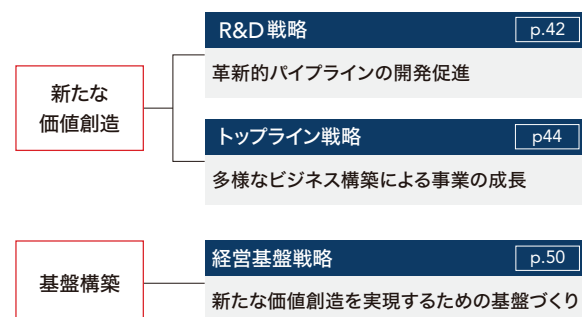 新たな
価値創造
R&D戦略
p.42
革新的パイプラインの開発促進
トップライン戦略
p44
多様なビジネス構築による事業の成長
基盤構築
経営基盤戦略
p.50
新たな価値創造を実現するための基盤づくり